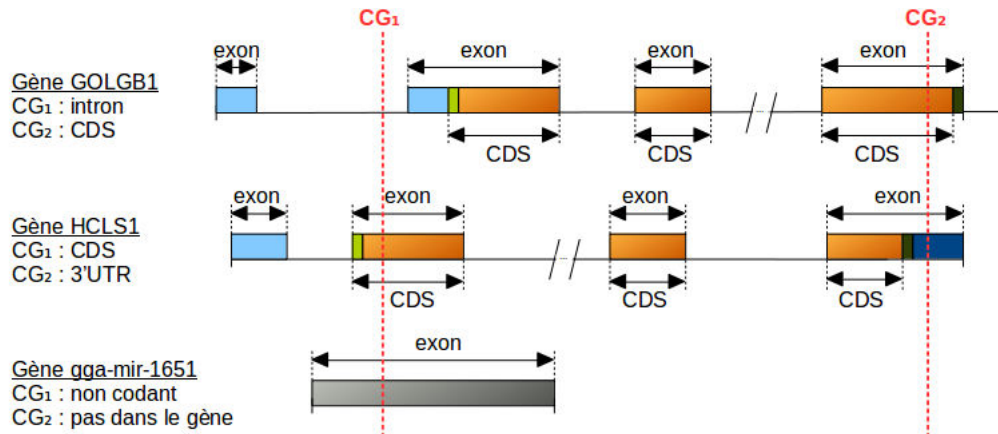 CG₁
CG₂
exon
exon
exon
exon
Gène GOLGB1
CG₁ : intron
CG₂ : CDS
CDS
CDS
CDS
exon
exon
exon
exon
Gène HCLS1
CG₁ : CDS
CG₂ : 3'UTR
CDS
CDS
CDS
exon
Gène gga-mir-1651
CG₁ : non codant
CG₂ : pas dans le gène